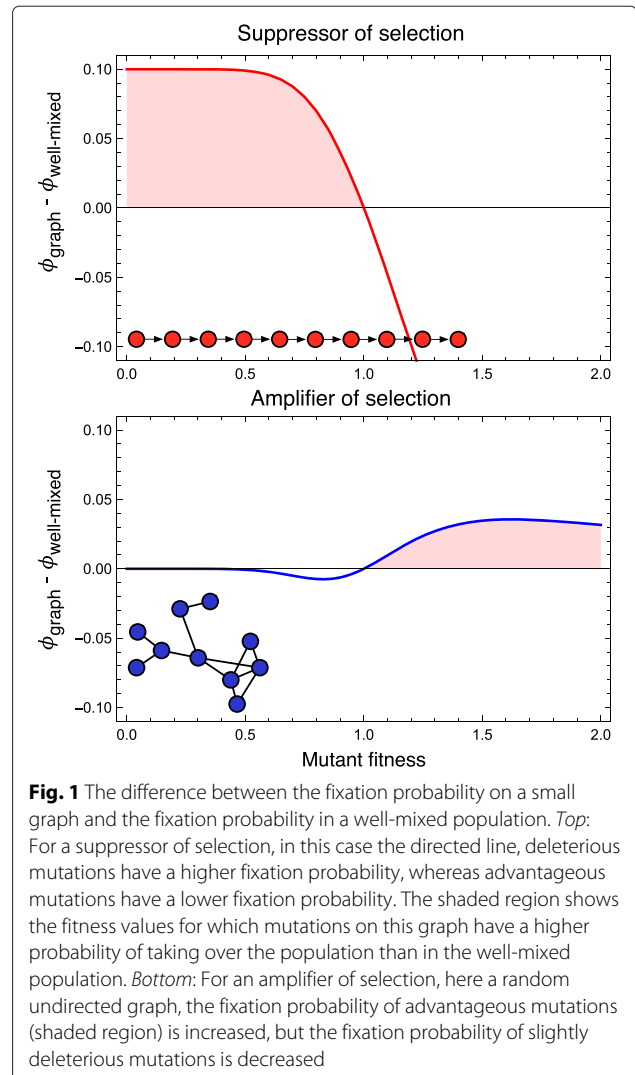 Suppressor of selection
ϕgraph - ϕwell-mixed
0.10
0.05
0.00
−0.05
−0.10
0.0 0.5 1.0 1.5 2.0
Amplifier of selection
ϕgraph - ϕwell-mixed
0.10
0.05
0.00
−0.05
−0.10
0.0 0.5 1.0 1.5 2.0
Mutant fitness
Fig. 1 The difference between the fixation probability on a small
graph and the fixation probability in a well-mixed population. Top:
For a suppressor of selection, in this case the directed line, deleterious
mutations have a higher fixation probability, whereas advantageous
mutations have a lower fixation probability. The shaded region shows
the fitness values for which mutations on this graph have a higher
probability of taking over the population than in the well-mixed
population. Bottom: For an amplifier of selection, here a random
undirected graph, the fixation probability of advantageous mutations
(shaded region) is increased, but the fixation probability of slightly
deleterious mutations is decreased